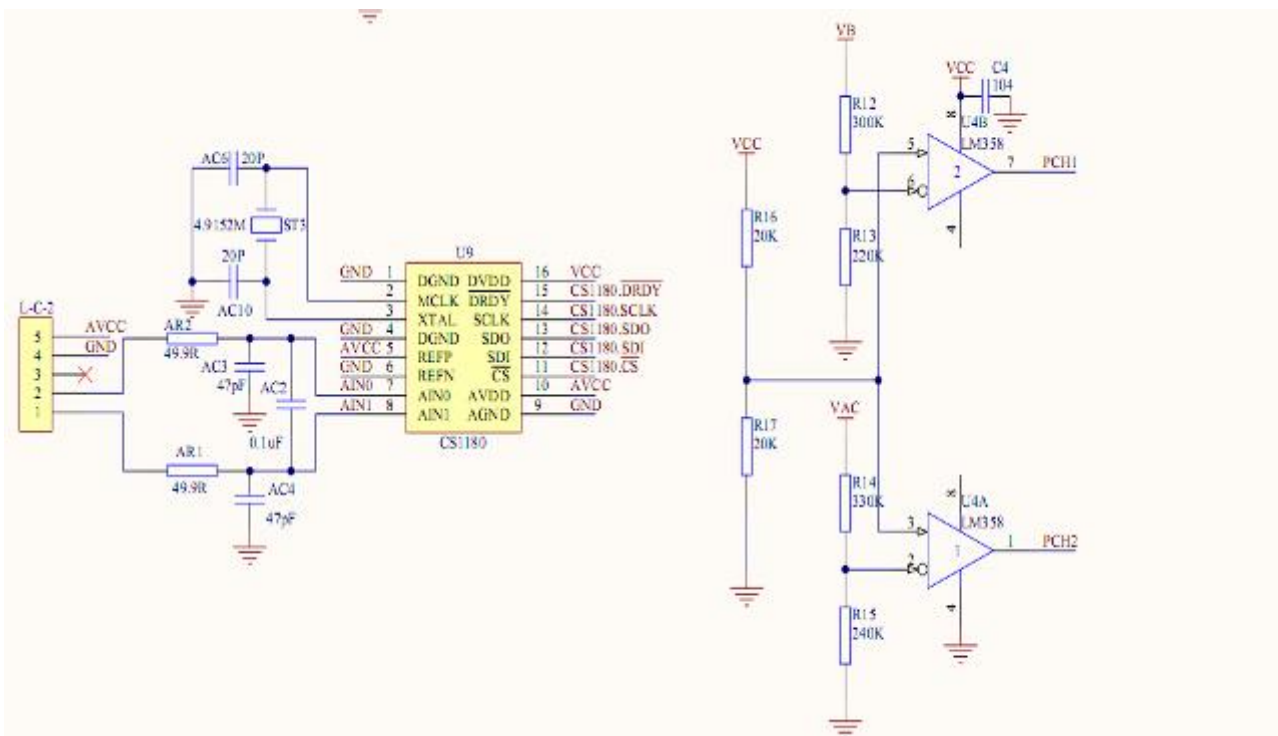 VB
VCC
C4
104
R12
300K
8
U4B
LM358
5
6
2
7
PCH1
4
VCC
R16
20K
R13
220K
AC6
20P
4.9152M
ST3
20P
AC10
U9
GND
1
2
3
GND
4
AVCC
5
GND
6
AIN0
7
AIN1
8
DGND
MCLK
XTAL
DGND
REFP
REFN
AIN0
AIN1
DVDD
DRDY
SCLK
SDO
SDI
CS
AVDD
AGND
16
VCC
15
CS1180.DRDY
14
CS1180.SCLK
13
CS1180.SDO
12
CS1180.SDI
11
CS1180.CS
10
AVCC
9
GND
CS1180
L-C-2
5
4
3
2
1
AVCC
GND
AR2
49.9R
AC3
47pF
AC2
0.1uF
AR1
49.9R
AC4
47pF
R17
20K
VAC
R14
330K
8
U4A
LM358
3
2
1
1
PCH2
4
R15
240K